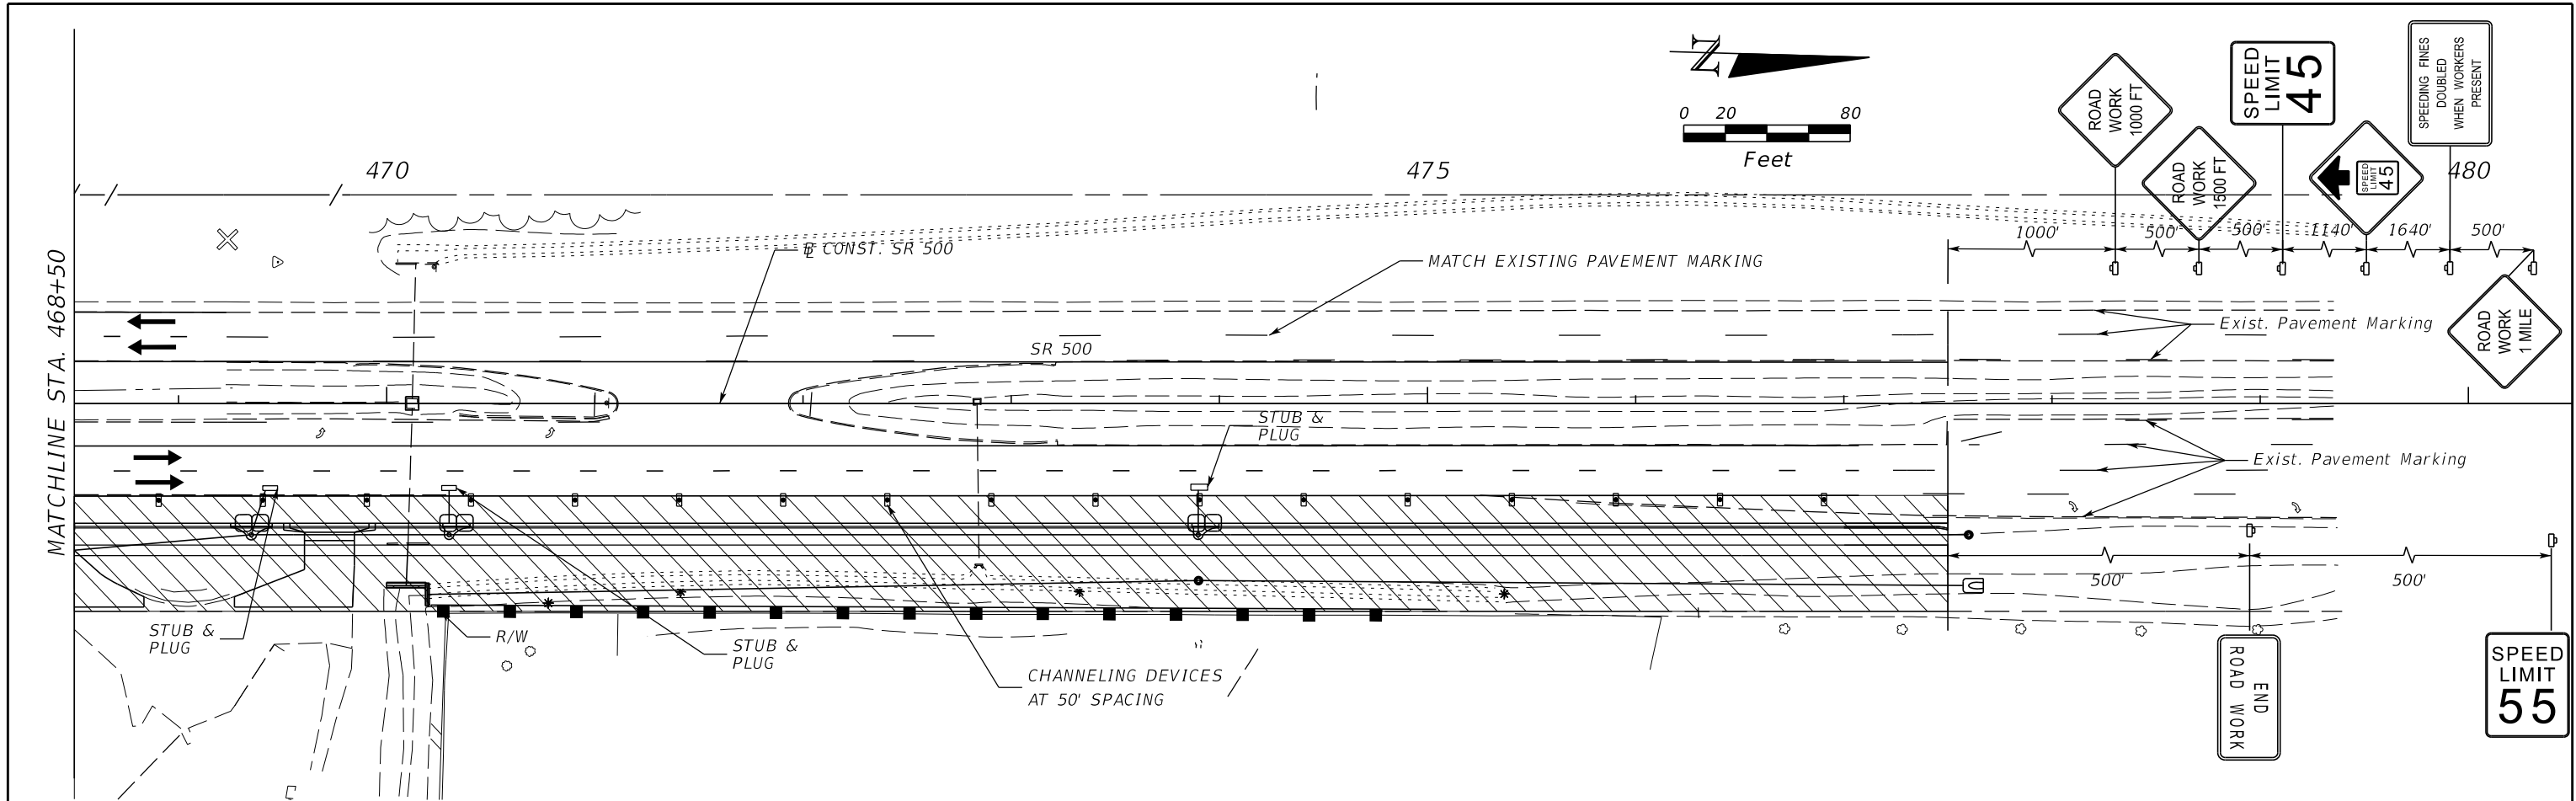 MATCHLINE STA. 468+50
470
475
480
N
0 20 80
Feet
ROAD
WORK
1000 FT
ROAD
WORK
1500 FT
SPEED
LIMIT
45
SPEED
LIMIT
45
SPEEDING FINES
DOUBLED
WHEN WORKERS
PRESENT
1000'
500'
500'
1140'
1640'
500'
ROAD
WORK
1 MILE
B CONST. SR 500
MATCH EXISTING PAVEMENT MARKING
SR 500
Exist. Pavement Marking
STUB &
PLUG
Exist. Pavement Marking
500'
500'
STUB &
PLUG
R/W
STUB &
PLUG
CHANNELING DEVICES
AT 50' SPACING
END
ROAD WORK
SPEED
LIMIT
55